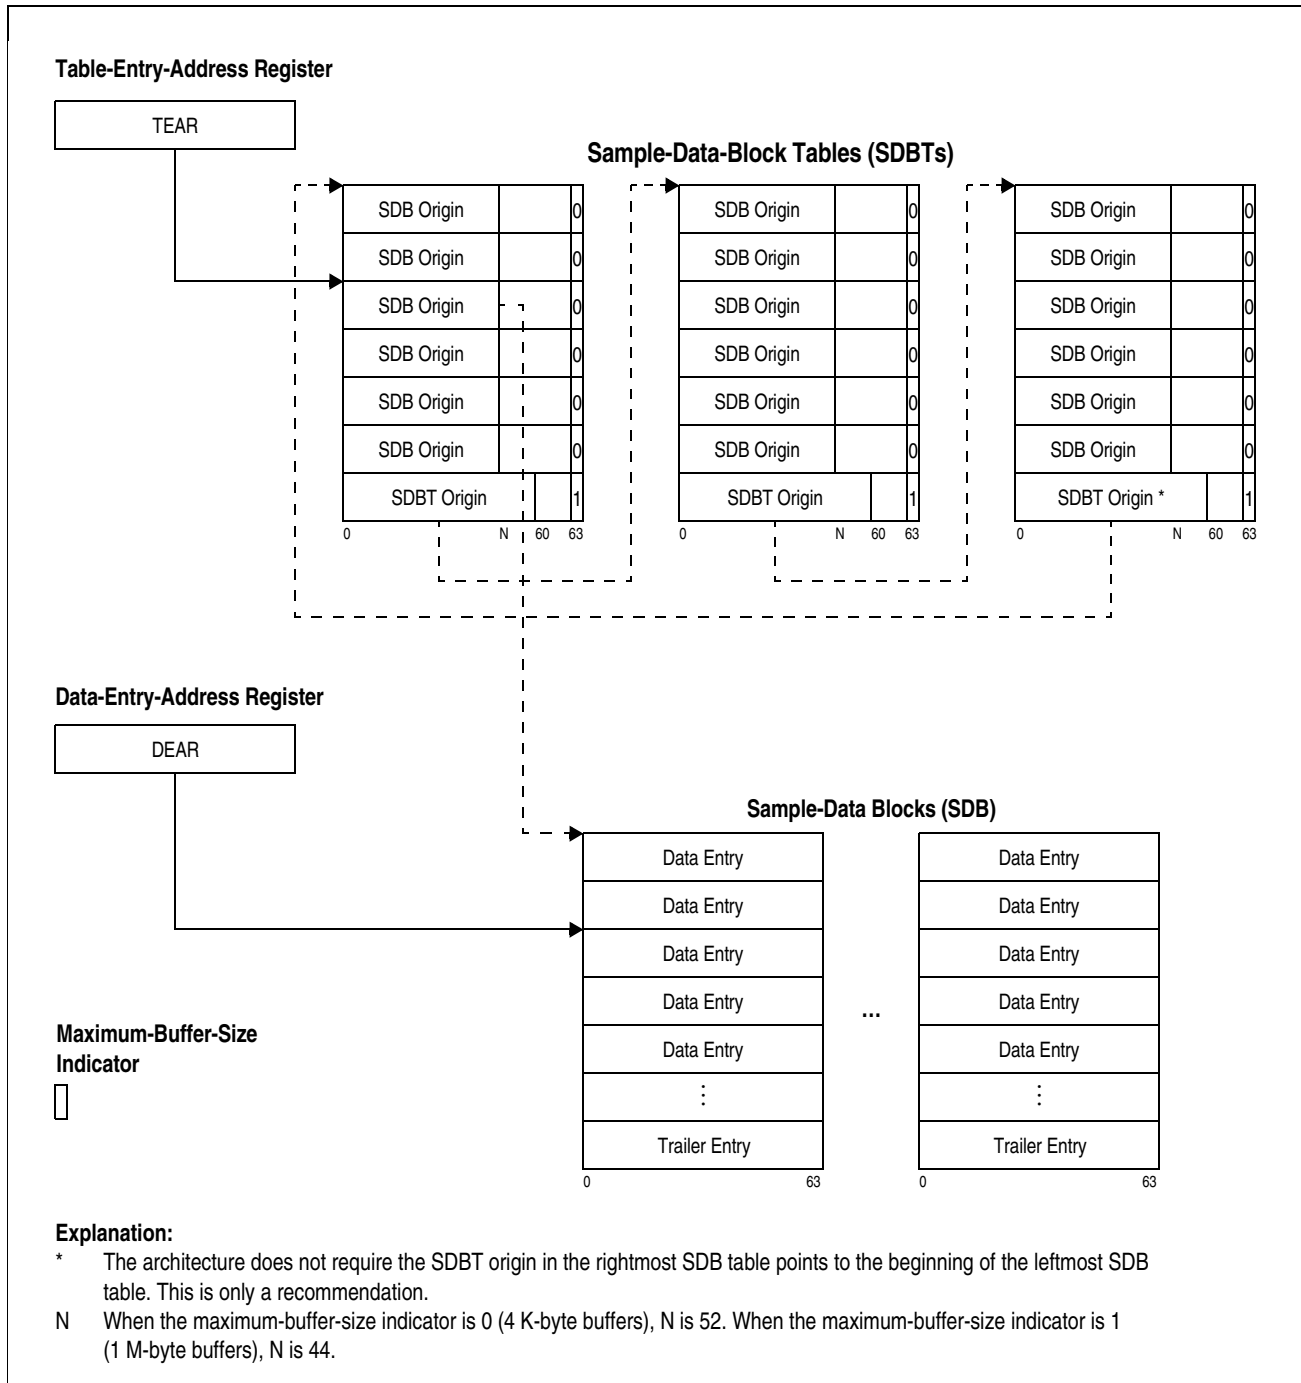 Table-Entry-Address Register
TEAR
Sample-Data-Block Tables (SDBTs)
SDB Origin 0 SDB Origin 0 SDB Origin 0
SDB Origin 0 SDB Origin 0 SDB Origin 0
SDB Origin 0 SDB Origin 0 SDB Origin 0
SDB Origin 0 SDB Origin 0 SDB Origin 0
SDB Origin 0 SDB Origin 0 SDB Origin 0
SDB Origin 0 SDB Origin 0 SDB Origin 0
SDBT Origin 1 SDBT Origin 1 SDBT Origin * 1
0 N 60 63 0 N 60 63 0 N 60 63
Data-Entry-Address Register
DEAR
Sample-Data Blocks (SDB)
Data Entry Data Entry
Data Entry Data Entry
Data Entry Data Entry
Data Entry ... Data Entry
Data Entry Data Entry
⋮ ⋮
Trailer Entry Trailer Entry
0 63 0 63
Maximum-Buffer-Size
Indicator
Explanation:
* The architecture does not require the SDBT origin in the rightmost SDB table points to the beginning of the leftmost SDB
table. This is only a recommendation.
N When the maximum-buffer-size indicator is 0 (4 K-byte buffers), N is 52. When the maximum-buffer-size indicator is 1
(1 M-byte buffers), N is 44.